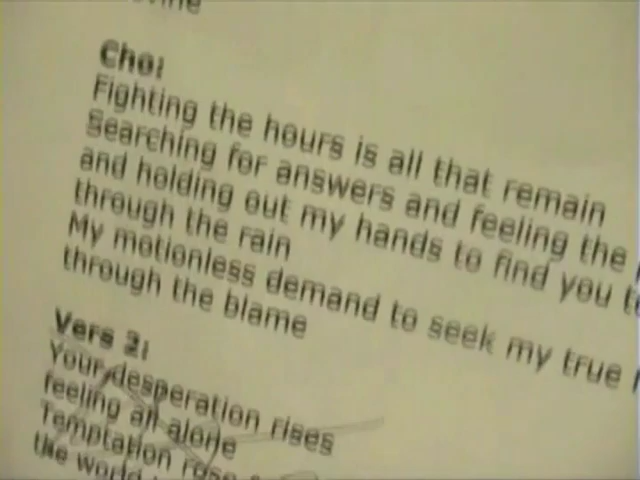 Cho:
Fighting the hours is all that remain
Searching for answers and feeling the
and holding out my hands to find you
through the rain
My motionless demand to seek my true
through the blame
Vers 2:
Your desperation rises
feeling all alone
Temptation rose
the world